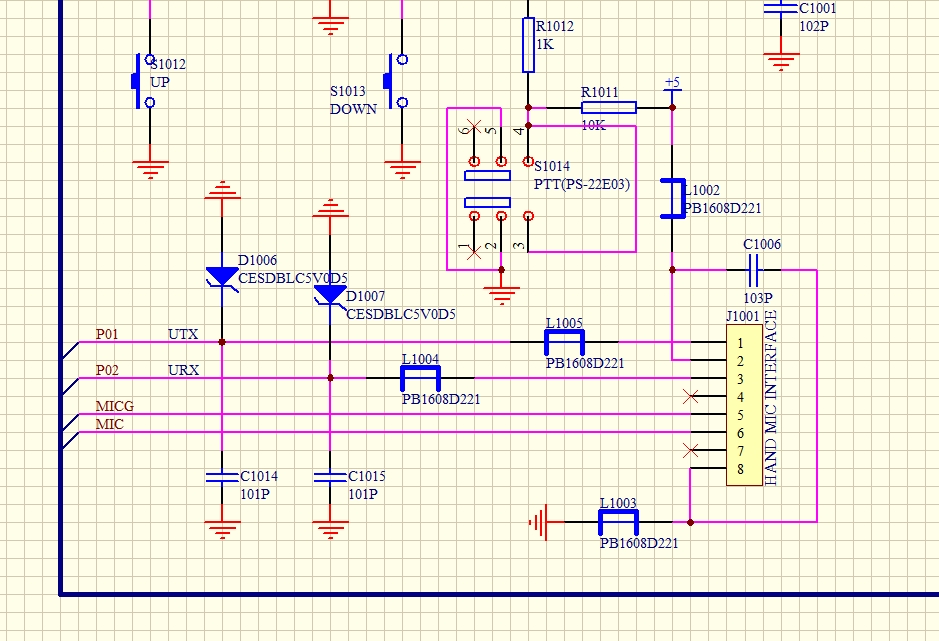 C1001
102P
R1012
1K
S1012
UP
S1013
DOWN
+5
R1011
10K
6
5
4
S1014
PTT(PS-22E03)
1
2
3
L1002
PB1608D221
C1006
103P
D1006
CESDBLC5V0D5
D1007
CESDBLC5V0D5
J1001
HAND MIC INTERFACE
1
2
3
4
5
6
7
8
P01
UTX
L1005
PB1608D221
P02
URX
L1004
PB1608D221
MICG
MIC
C1014
101P
C1015
101P
L1003
PB1608D221